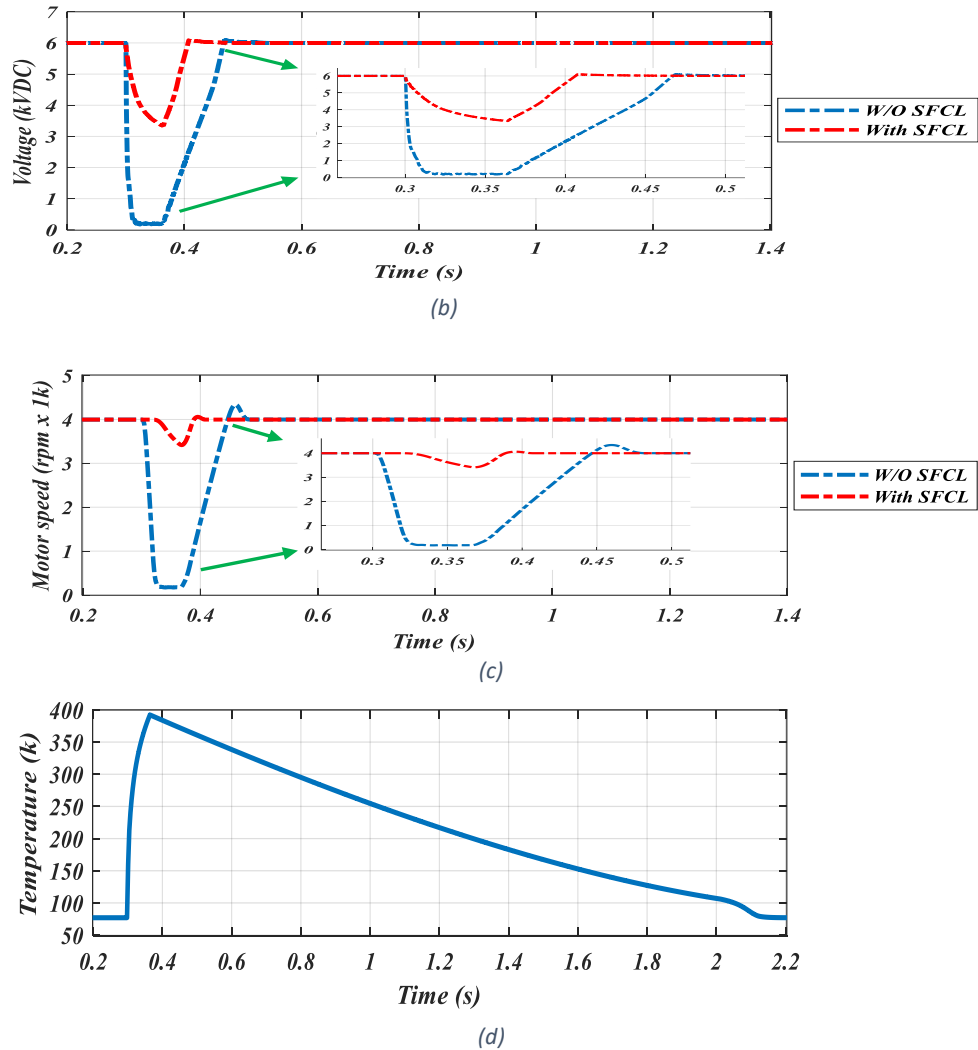 7
6
5
4
3
2
1
0
Voltage (kVDC)
6
5
4
3
2
1
0
0.3 0.35 0.4 0.45 0.5
W/O SFCL
With SFCL
0.2 0.4 0.6 0.8 1 1.2 1.4
Time (s)
(b)
5
4
3
2
1
0
Motor speed (rpm x 1k)
4
3
2
1
0
0.3 0.35 0.4 0.45 0.5
W/O SFCL
With SFCL
0.2 0.4 0.6 0.8 1 1.2 1.4
Time (s)
(c)
400
350
300
250
200
150
100
50
Temperature (k)
0.2 0.4 0.6 0.8 1 1.2 1.4 1.6 1.8 2 2.2
Time (s)
(d)